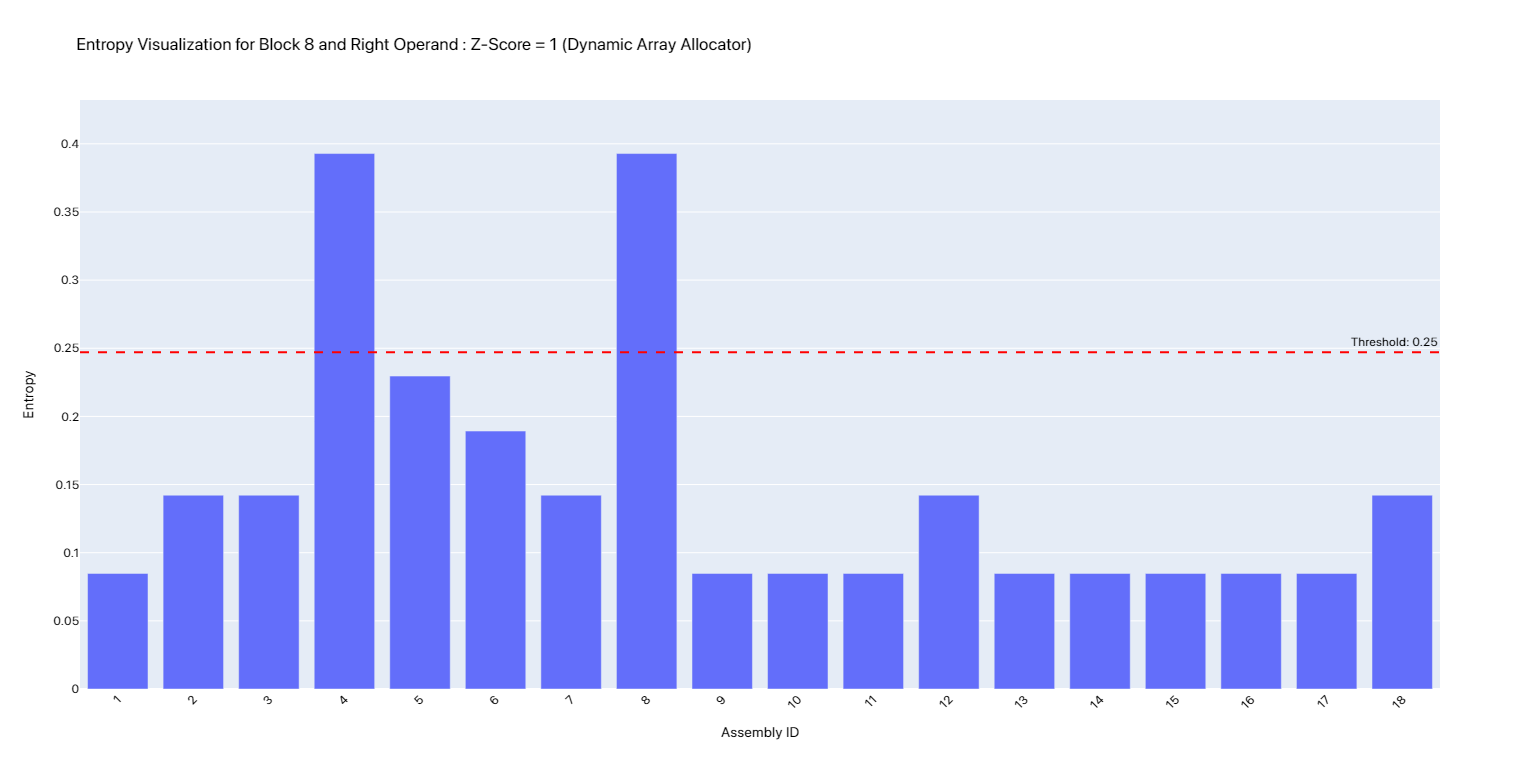 Entropy Visualization for Block 8 and Right Operand : Z-Score = 1 (Dynamic Array Allocator)
0.4
0.35
0.3
0.25
Threshold: 0.25
0.2
0.15
0.1
0.05
0
Entropy
1 2 3 4 5 6 7 8 9 10 11 12 13 14 15 16 17 18
Assembly ID